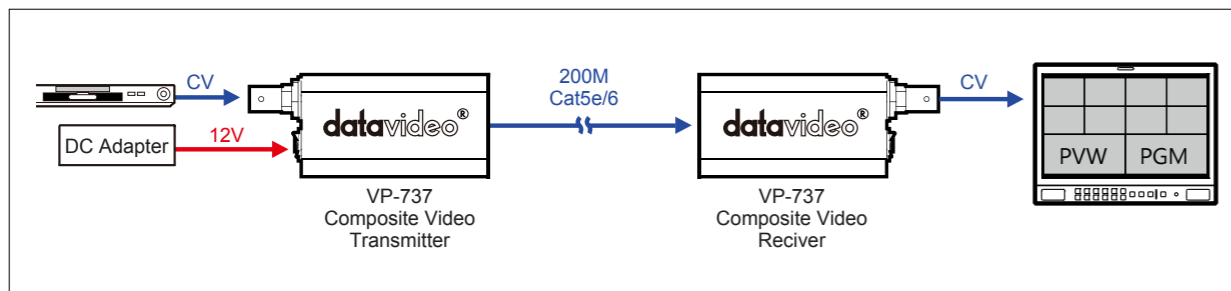 CV
DC Adapter
12V
datavideo®
VP-737
Composite Video
Transmitter
200M
Cat5e/6
datavideo®
VP-737
Composite Video
Reciver
CV
PVW
PGM